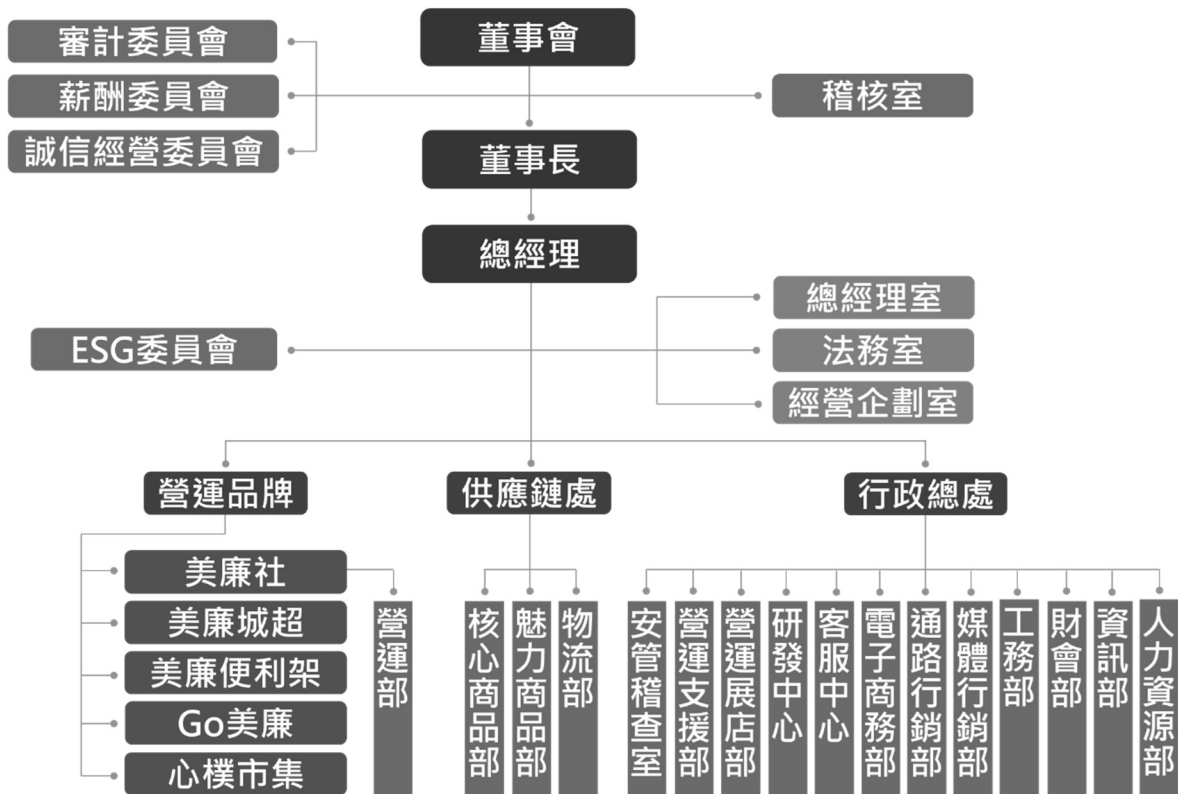 董事會
審計委員會
薪酬委員會
稽核室
誠信經營委員會
董事長
總經理
總經理室
ESG委員會
法務室
經營企劃室
營運品牌
供應鏈處
行政總處
美廉社
美廉城超
美廉便利架
Go美廉
心樸市集
營運部
核心商品部
魅力商品部
物流部
安管稽查室
營運支援部
營運展店部
研發中心
客服中心
電子商務部
通路行銷部
媒體行銷部
工務部
財會部
資訊部
人力資源部